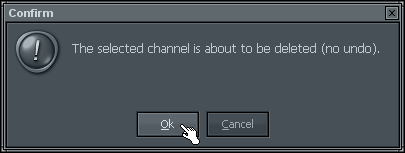 Confirm
The selected channel is about to be deleted (no undo).
Ok
Cancel